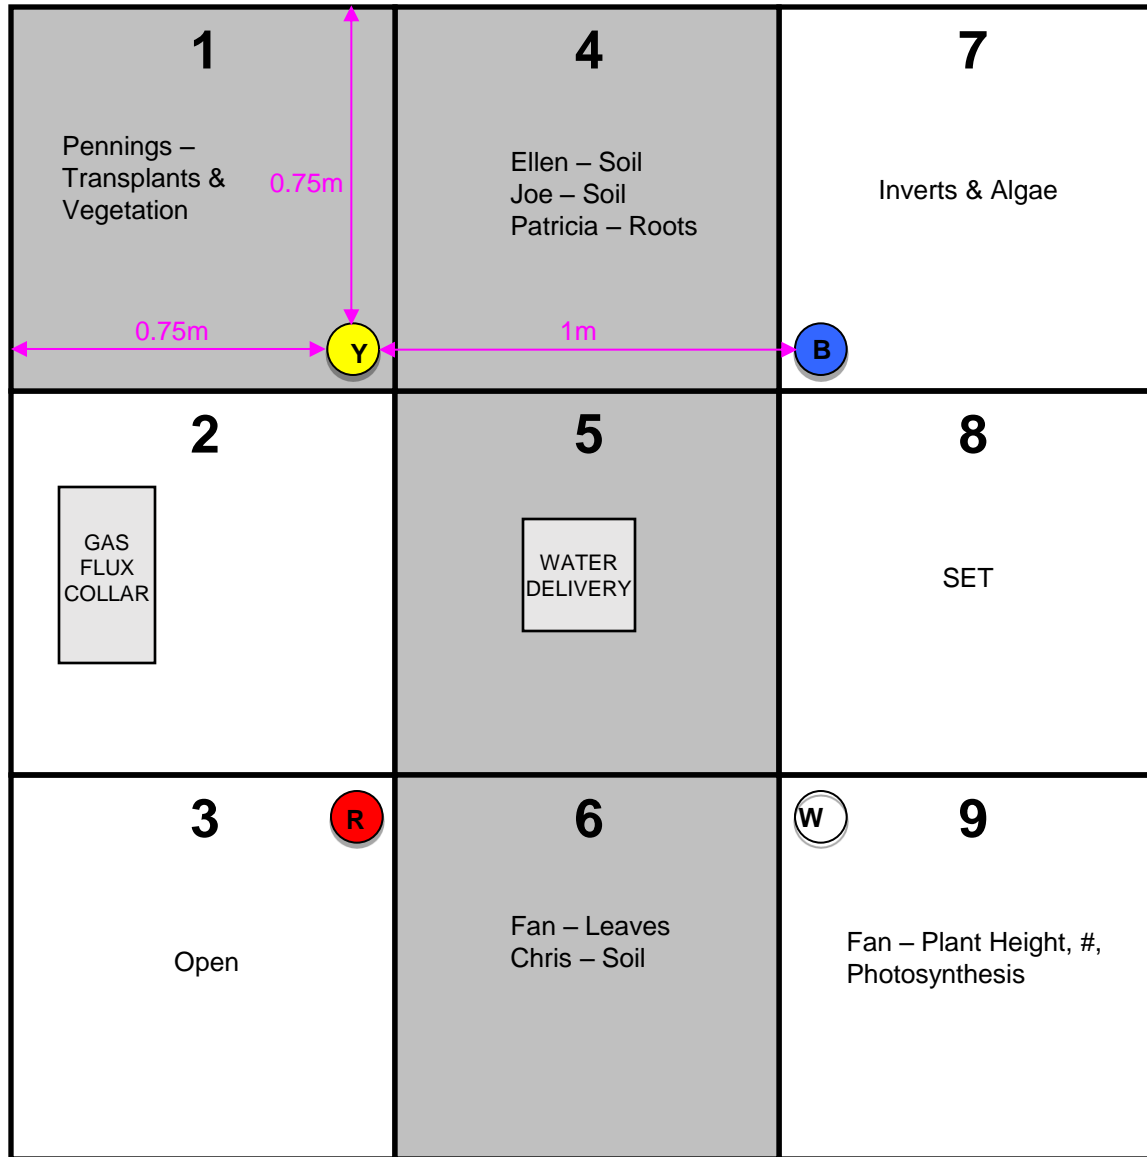 1
Pennings –
Transplants &
Vegetation
0.75m
0.75m
Y
4
Ellen – Soil
Joe – Soil
Patricia – Roots
1m
7
Inverts & Algae
B
2
GAS
FLUX
COLLAR
5
WATER
DELIVERY
8
SET
3
R
Open
6
Fan – Leaves
Chris – Soil
W
9
Fan – Plant Height, #,
Photosynthesis